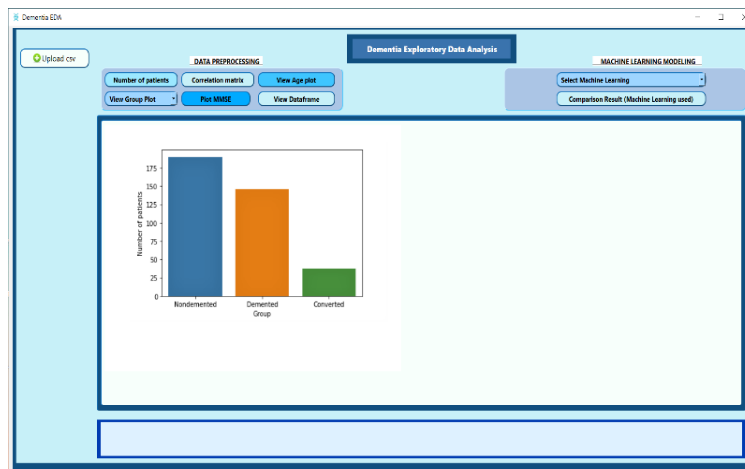 Dementia EDA
Upload csv
Dementia Exploratory Data Analysis
DATA PREPROCESSING
MACHINE LEARNING MODELING
Number of patients
Correlation matrix
View Age plot
Select Machine Learning
View Group Plot
Plot MMSE
View Dataframe
Comparison Result (Machine Learning used)
175
150
125
100
75
50
25
0
Number of patients
Nondemented
Demented
Converted
Group